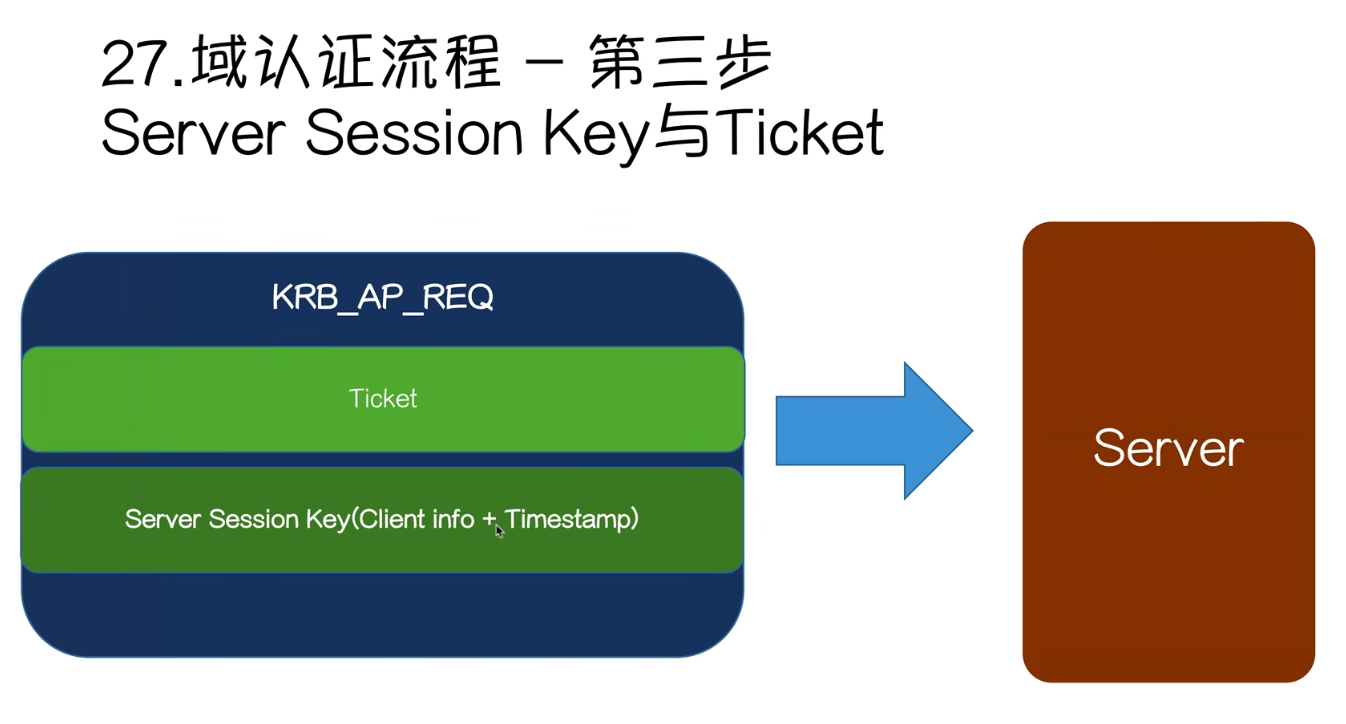 27.域认证流程 – 第三步
Server Session Key与Ticket
KRB_AP_REQ
Ticket
Server Session Key(Client info + Timestamp)
Server